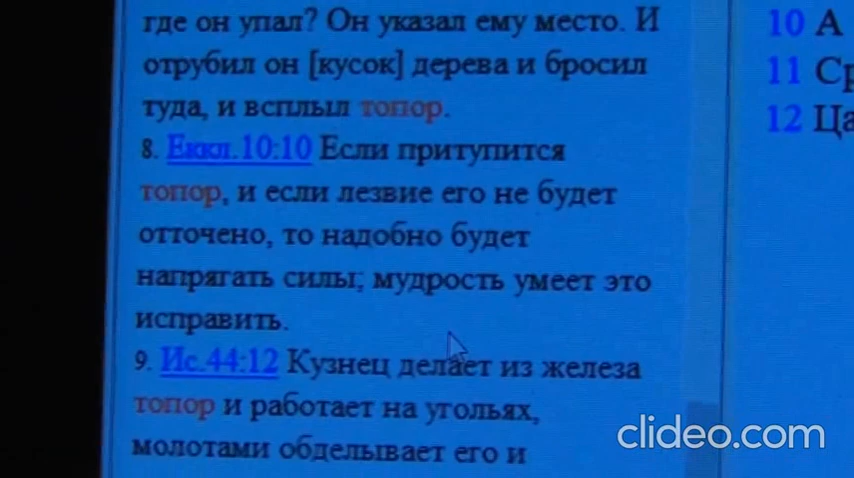 где он упал? Он указал ему место. И
отрубил он [кусок] дерева и бросил
туда, и всплыл топор.
8. Еккл.10:10 Если притупится
топор, и если лезвие его не будет
отточено, то надобно будет
напрягать силы; мудрость умеет это
исправить.
9. Ис.44:12 Кузнец делает из железа
топор и работает на угольях,
молотами обделывает его и
10 А
11 Ср
12 Ца
clideo.com